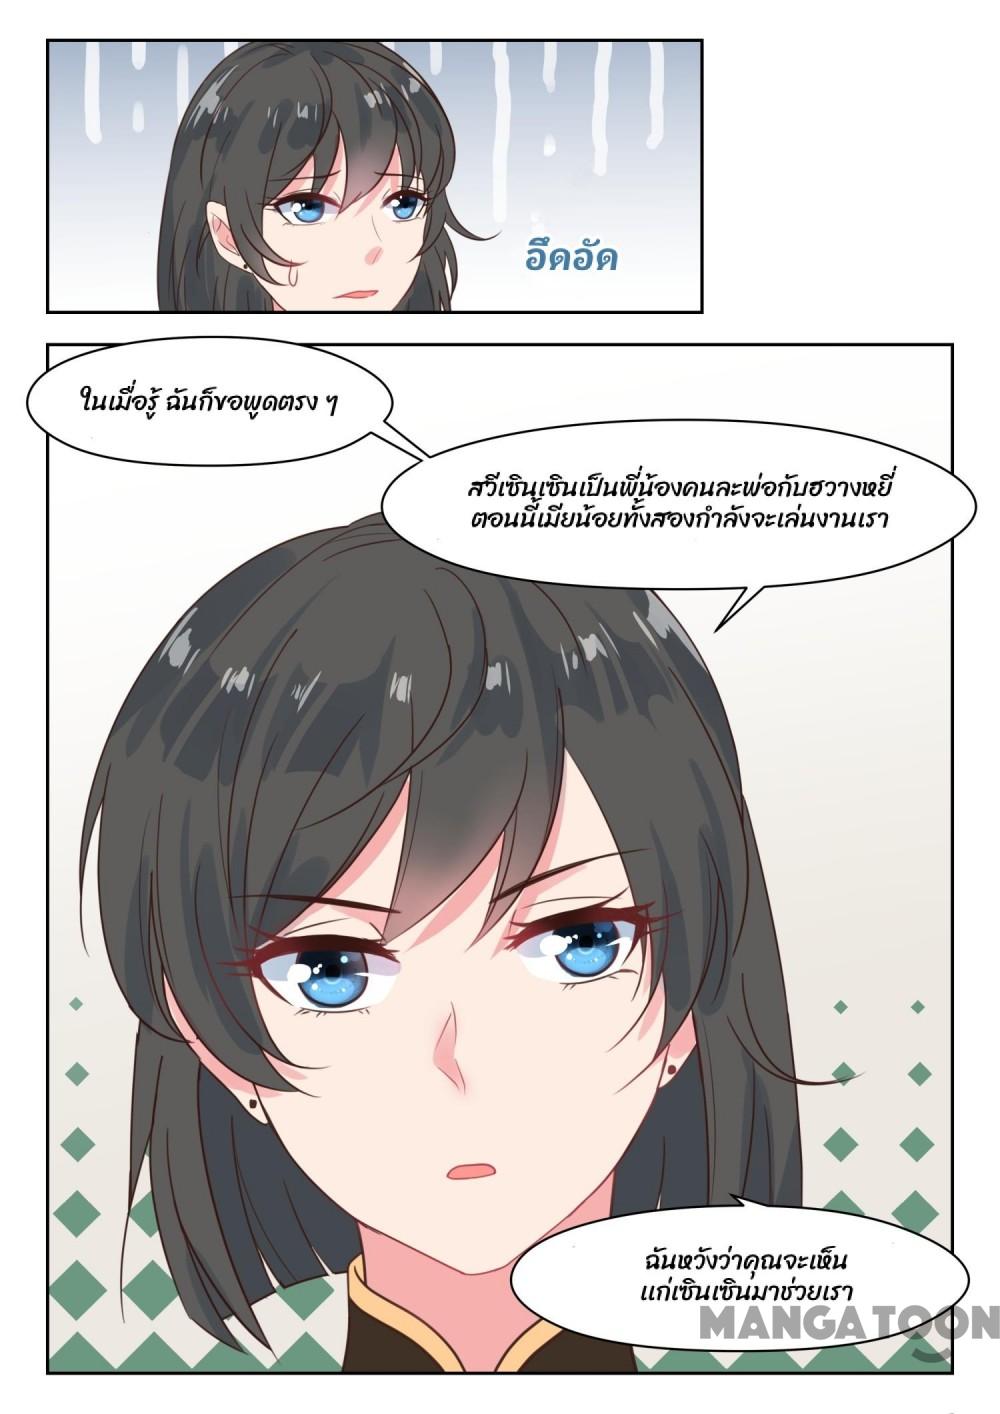 อึดอัด
ในเมื่อรู้ ฉันก็ขอพูดตรง ๆ
สวีเซินเซินเป็นพี่น้องคนละพ่อกับฮวางหยี่
ตอนนี้เมียน้อยทั้งสองกำลังจะเล่นงานเรา
ฉันหวังว่าคุณจะเห็น
แก่เซินเซินมาช่วยเรา
MANGATOON